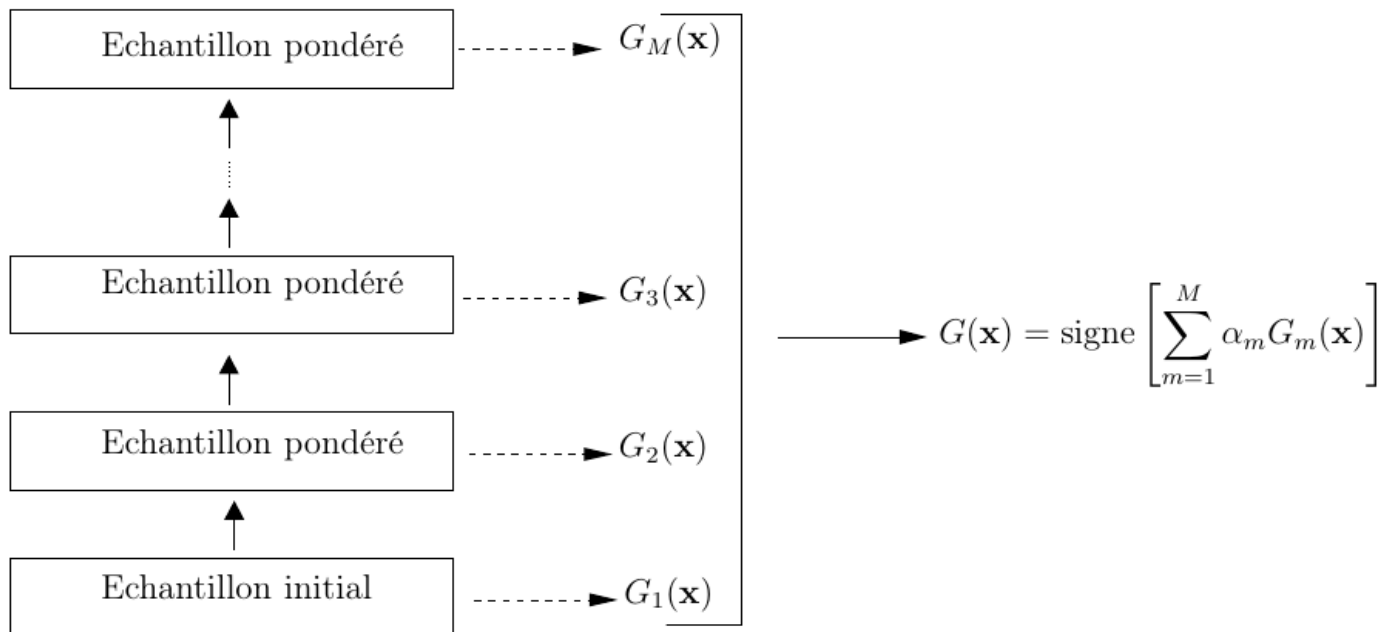 Echantillon pondéré G_M(x)
Echantillon pondéré G_3(x)
G(x) = signe [∑_{m=1}^{M} α_m G_m(x)]
Echantillon pondéré G_2(x)
Echantillon initial G_1(x)